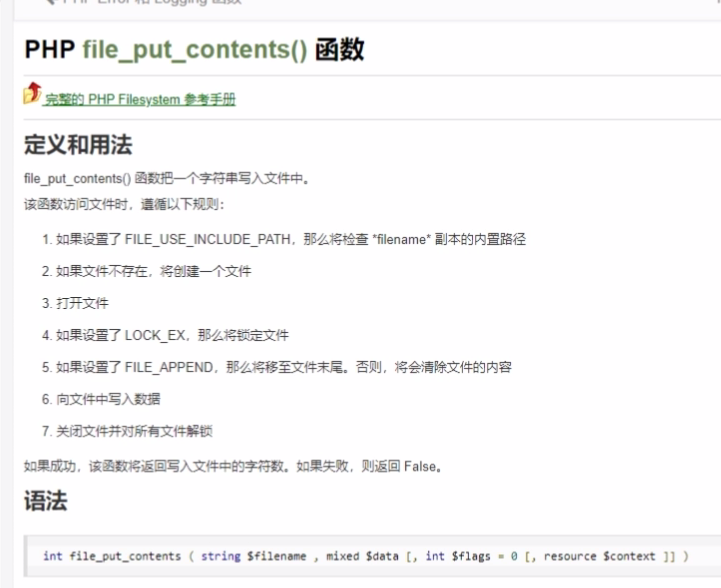 PHP Error 和 Logging 函数
PHP file_put_contents() 函数
完整的 PHP Filesystem 参考手册
定义和用法
file_put_contents() 函数把一个字符串写入文件中。
该函数访问文件时，遵循以下规则：
1. 如果设置了 FILE_USE_INCLUDE_PATH，那么将检查 *filename* 副本的内置路径
2. 如果文件不存在，将创建一个文件
3. 打开文件
4. 如果设置了 LOCK_EX，那么将锁定文件
5. 如果设置了 FILE_APPEND，那么将移至文件末尾。否则，将会清除文件的内容
6. 向文件中写入数据
7. 关闭文件并对所有文件解锁
如果成功，该函数将返回写入文件中的字符数。如果失败，则返回 False。
语法
int file_put_contents ( string $filename , mixed $data [, int $flags = 0 [, resource $context ]] )